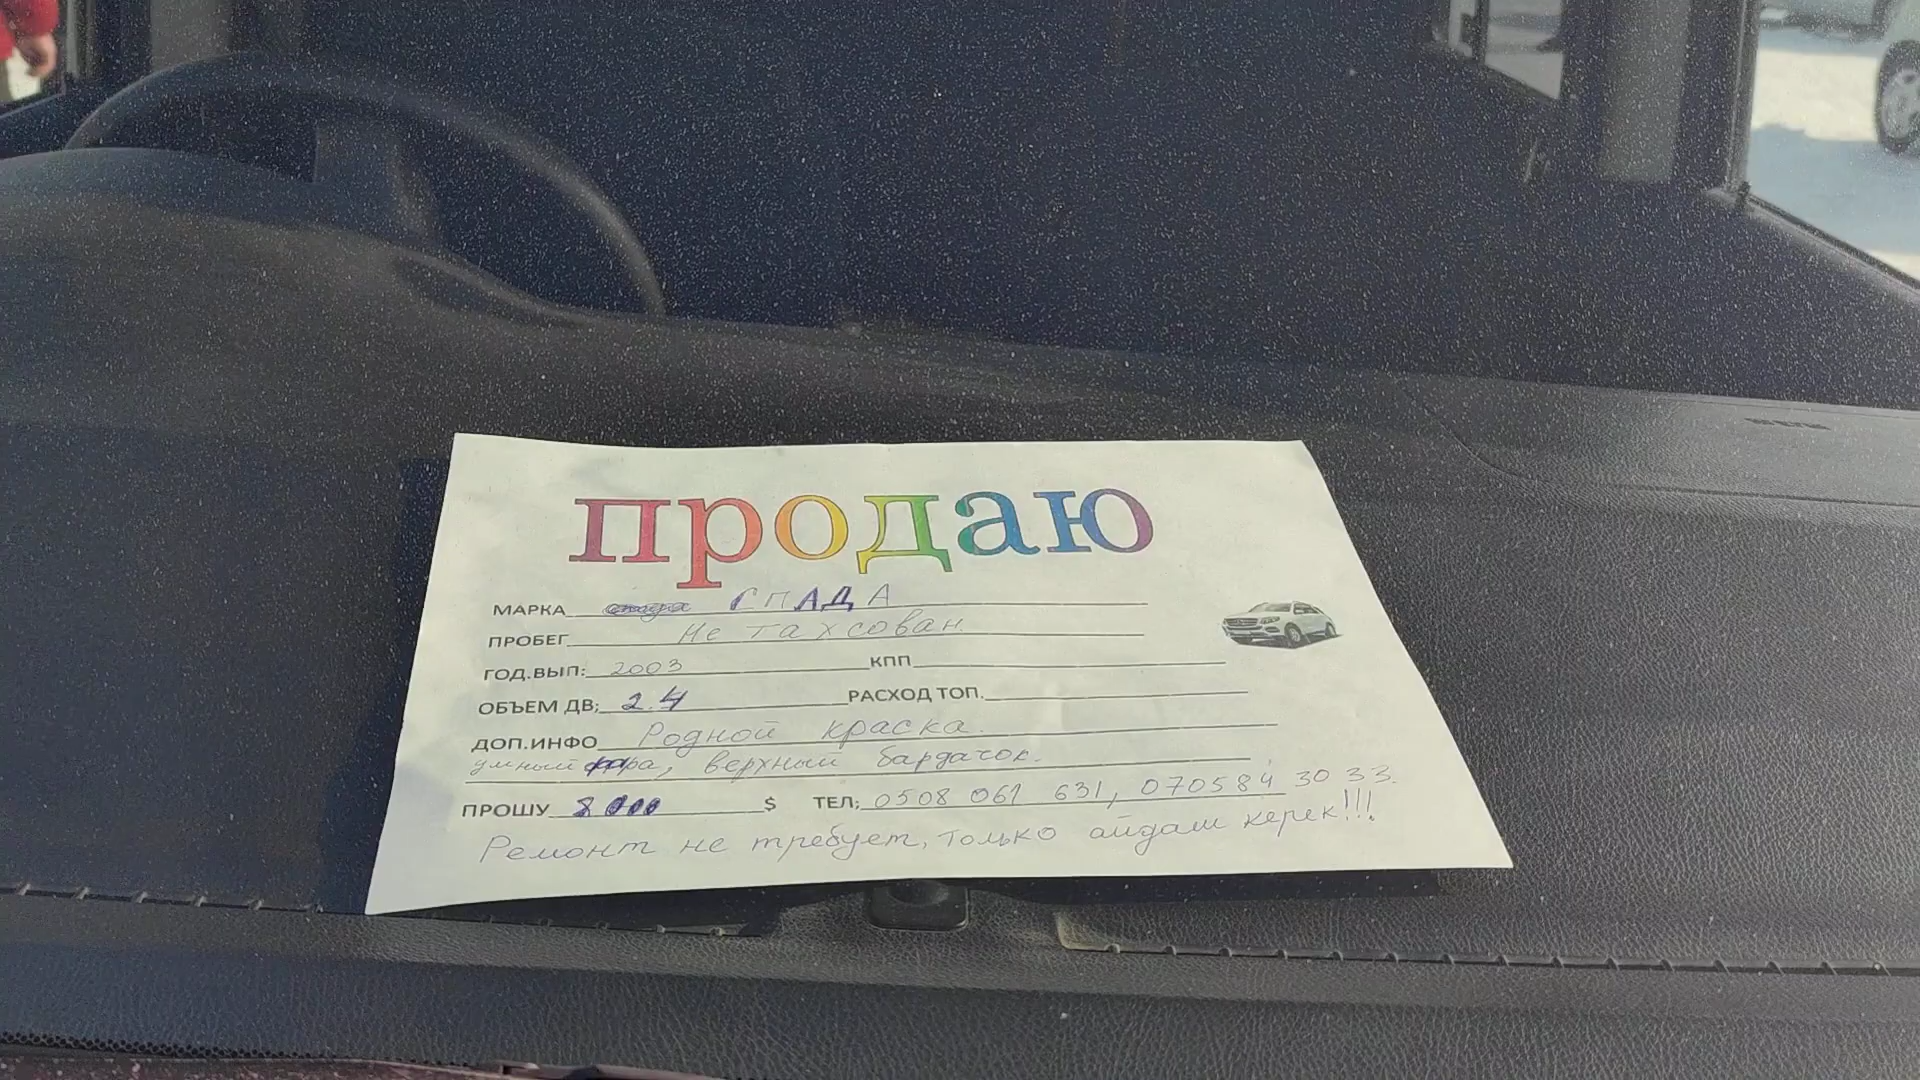 продаю
МАРКА СПАДА
ПРОБЕГ Не тахсован.
ГОД.ВЫП: 2003 КПП
ОБЪЕМ ДВ; 2.4 РАСХОД ТОП.
ДОП.ИНФО Родной краска.
умный фара, верхний бардачок.
ПРОШУ 8000 $ ТЕЛ; 0508 061 631, 070584 30 33.
Ремонт не требует, только айдаш керек!!!